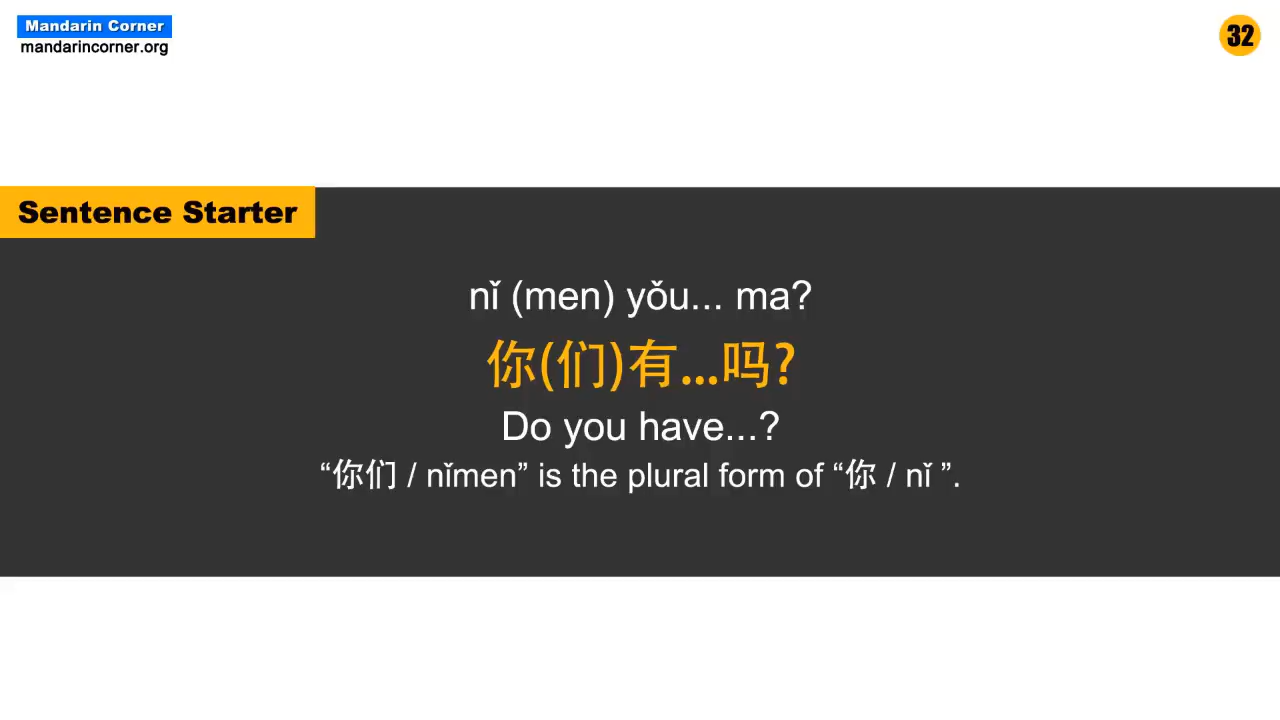 Mandarin Corner
mandarincorner.org
32
Sentence Starter
nǐ (men) yǒu... ma?
你(们)有...吗?
Do you have...?
“你们 / nǐmen” is the plural form of “你 / nǐ ”.